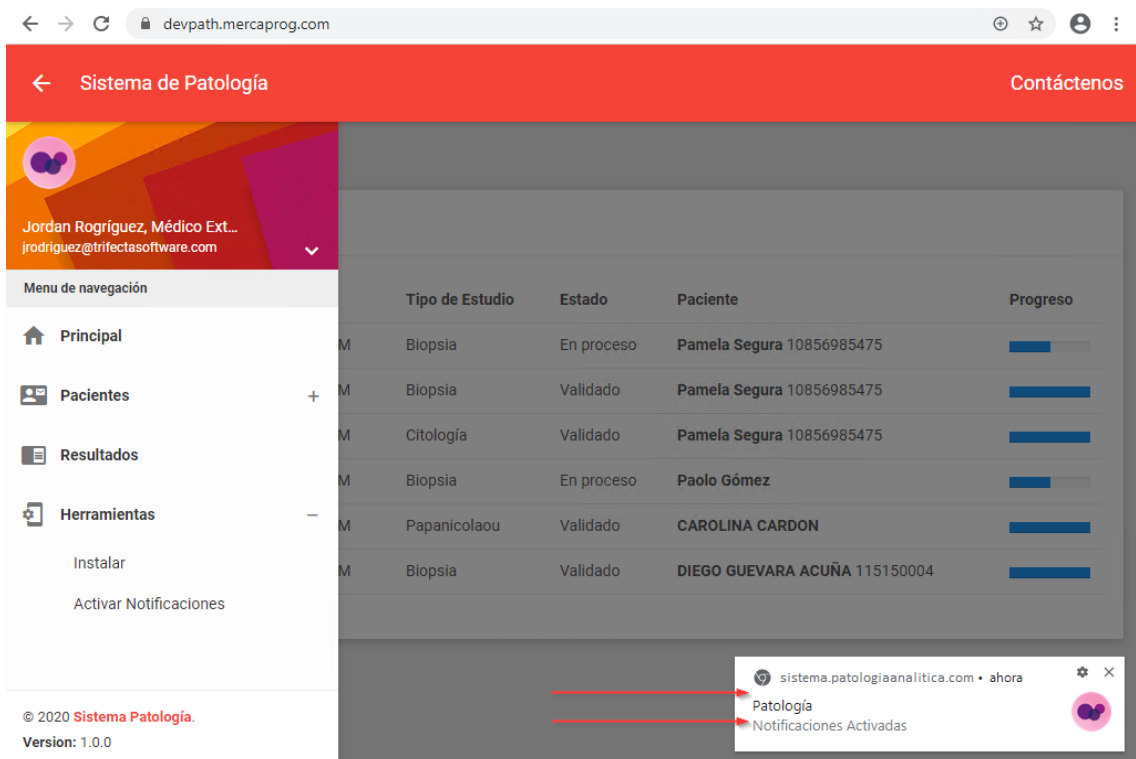 devpath.mercaprog.com
Sistema de Patología
Contáctenos
Jordan Rogríguez, Médico Ext...
jrodriguez@trifectasoftware.com
Menu de navegación
Principal
Pacientes +
Resultados
Herramientas –
Instalar
Activar Notificaciones
© 2020 Sistema Patología.
Version: 1.0.0
Tipo de Estudio Estado Paciente Progreso
M Biopsia En proceso Pamela Segura 10856985475
M Biopsia Validado Pamela Segura 10856985475
M Citología Validado Pamela Segura 10856985475
M Biopsia En proceso Paolo Gómez
M Papanicolaou Validado CAROLINA CARDON
M Biopsia Validado DIEGO GUEVARA ACUÑA 115150004
sistema.patologiaanalitica.com • ahora
Patología
Notificaciones Activadas